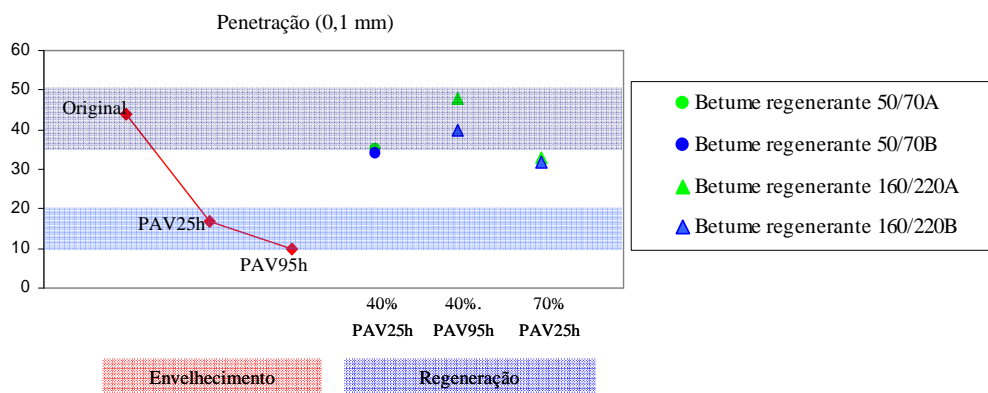 Penetração (0,1 mm)
60
50
40
30
20
10
0
Original
PAV25h
PAV95h
40% 40%. 70%
PAV25h PAV95h PAV25h
Envelhecimento
Regeneração
Betume regenerante 50/70A
Betume regenerante 50/70B
Betume regenerante 160/220A
Betume regenerante 160/220B